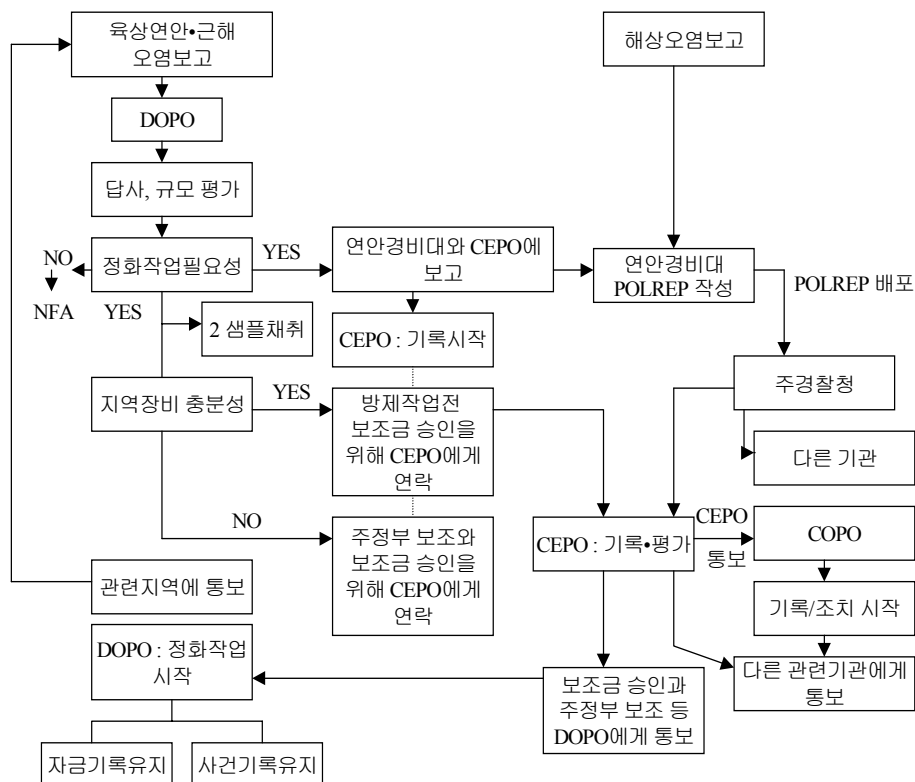 육상연안•근해
오염보고
해상오염보고
DOPO
답사, 규모 평가
NO
정화작업필요성
YES
연안경비대와 CEPO에
보고
연안경비대
POLREP 작성
POLREP 배포
NFA
YES
2 샘플채취
CEPO : 기록시작
주경찰청
지역장비 충분성
YES
방제작업전
보조금 승인을
위해 CEPO에게
연락
다른 기관
NO
주정부 보조와
보조금 승인을
위해 CEPO에게
연락
CEPO : 기록•평가
CEPO
통보
COPO
관련지역에 통보
기록/조치 시작
DOPO : 정화작업
시작
보조금 승인과
주정부 보조 등
DOPO에게 통보
다른 관련기관에게
통보
자금기록유지
사건기록유지